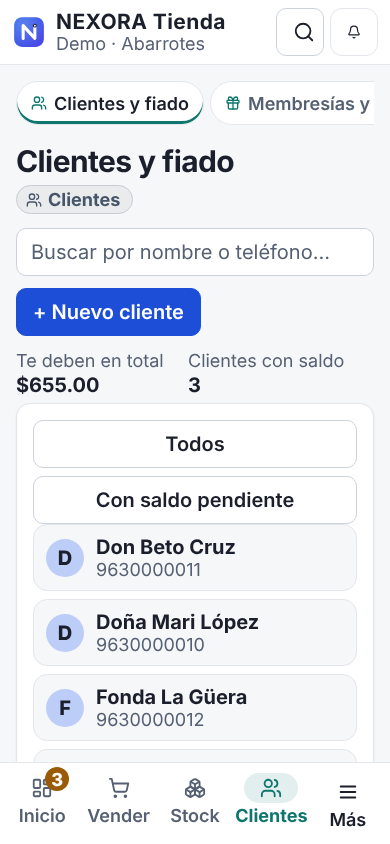 NEXORA Tienda
Demo · Abarrotes
Clientes y fiado
Membresías y
Clientes y fiado
Clientes
Buscar por nombre o teléfono...
+ Nuevo cliente
Te deben en total
Clientes con saldo
$655.00
3
Todos
Con saldo pendiente
D
Don Beto Cruz
9630000011
D
Doña Mari López
9630000010
F
Fonda La Güera
9630000012
3
Inicio
Vender
Stock
Clientes
Más